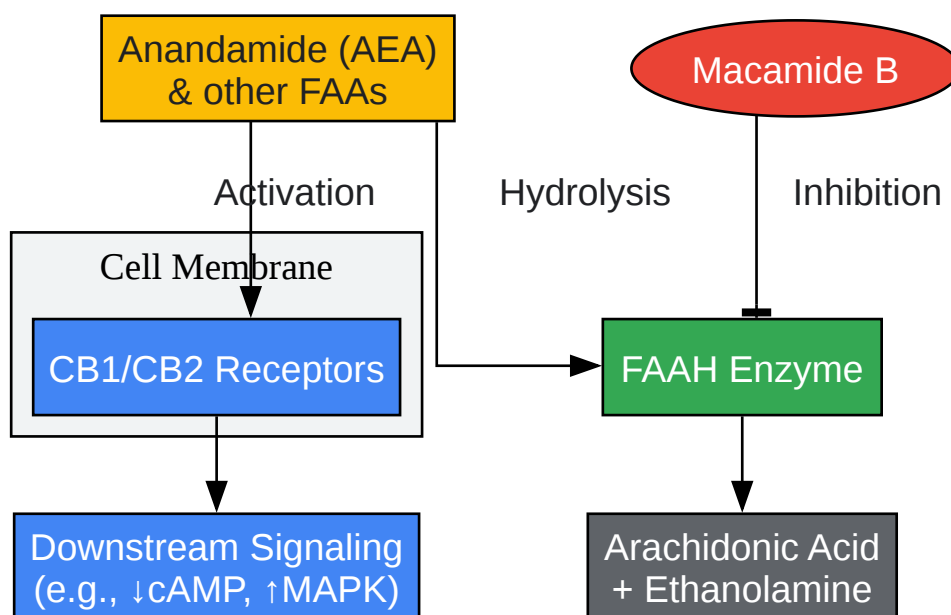 Anandamide (AEA)
& other FAAs
Macamide B
Activation
Hydrolysis
Inhibition
Cell Membrane
CB1/CB2 Receptors
FAAH Enzyme
Downstream Signaling
(e.g., ↓cAMP, ↑MAPK)
Arachidonic Acid
+ Ethanolamine